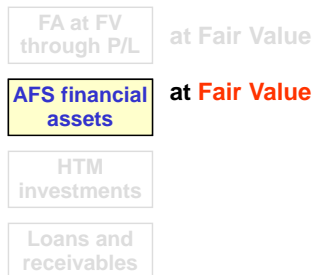 FA at FV
through P/L
at Fair Value
AFS financial
assets
at Fair Value
HTM
investments
Loans and
receivables